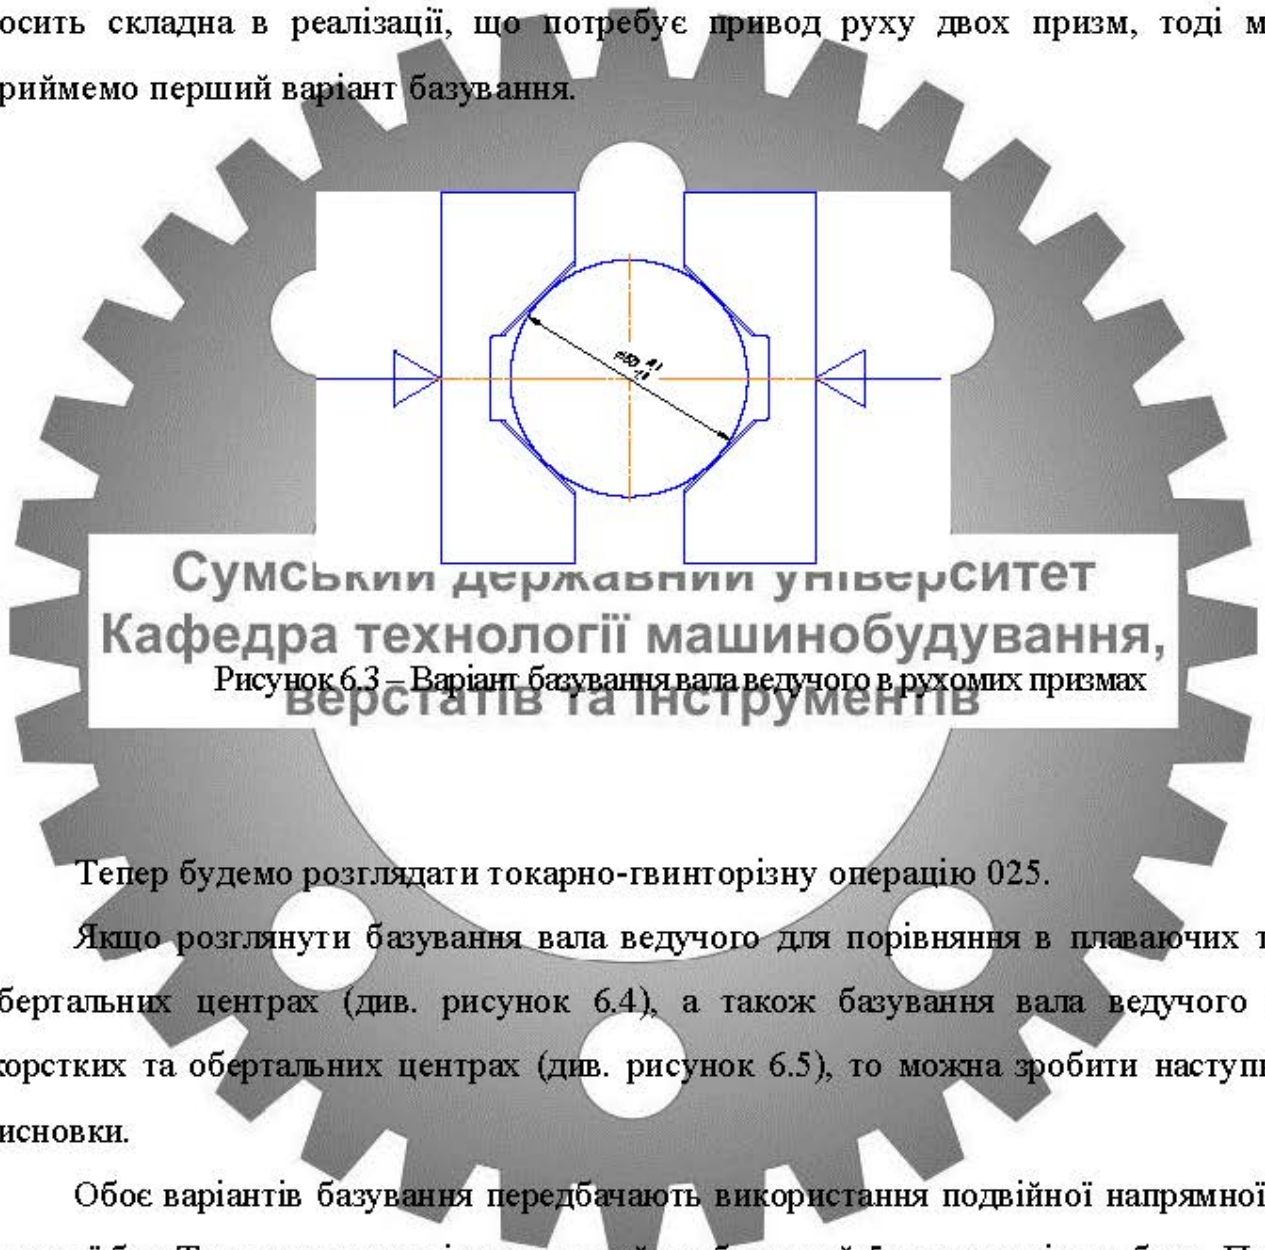 осить складна в реалізації, що потребує привод руху двох призм, тоді м
риймемо перший варіант базування.
Сумський державний університет
Кафедра технології машинобудування,
верстатів та інструментів
Рисунок 6.3 – Варіант базування вала ведучого в рухомих призмах
Тепер будемо розглядати токарно-гвинторізну операцію 025.
Якщо розглянути базування вала ведучого для порівняння в плаваючих т
бертальних центрах (див. рисунок 6.4), а також базування вала ведучого
корстких та обертальних центрах (див. рисунок 6.5), то можна зробити наступн
исновки.
Обоє варіантів базування передбачають використання подвійної напрямної